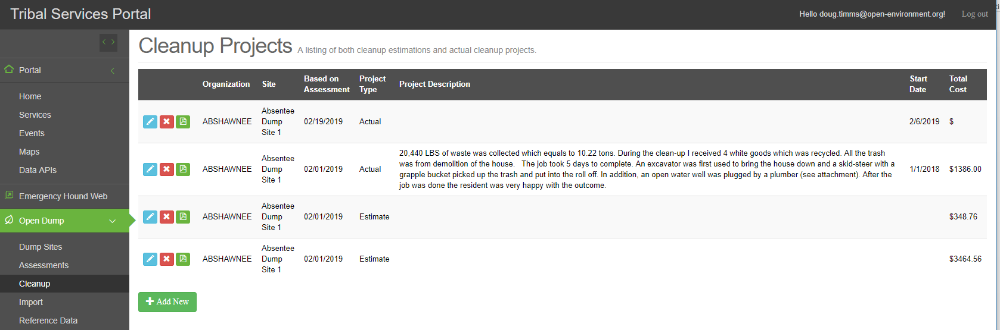 Tribal Services Portal
Hello doug.timms@open-environment.org!
Log out
Portal
Home
Services
Events
Maps
Data APIs
Emergency Hound Web
Open Dump
Dump Sites
Assessments
Cleanup
Import
Reference Data
Cleanup Projects A listing of both cleanup estimations and actual cleanup projects.
Organization
Site
Based on
Assessment
Project
Type
Project Description
Start
Date
Total
Cost
ABSHAWNEE
Absentee
Dump
Site 1
02/19/2019
Actual
2/6/2019
$
ABSHAWNEE
Absentee
Dump
Site 1
02/01/2019
Actual
20,440 LBS of waste was collected which equals to 10.22 tons. During the clean-up I received 4 white goods which was recycled. All the trash
was from demolition of the house. The job took 5 days to complete. An excavator was first used to bring the house down and a skid-steer with a
grapple bucket picked up the trash and put into the roll off. In addition, an open water well was plugged by a plumber (see attachment). After the
job was done the resident was very happy with the outcome.
1/1/2018
$1386.00
ABSHAWNEE
Absentee
Dump
Site 1
02/01/2019
Estimate
$348.76
ABSHAWNEE
Absentee
Dump
Site 1
02/01/2019
Estimate
$3464.56
Add New